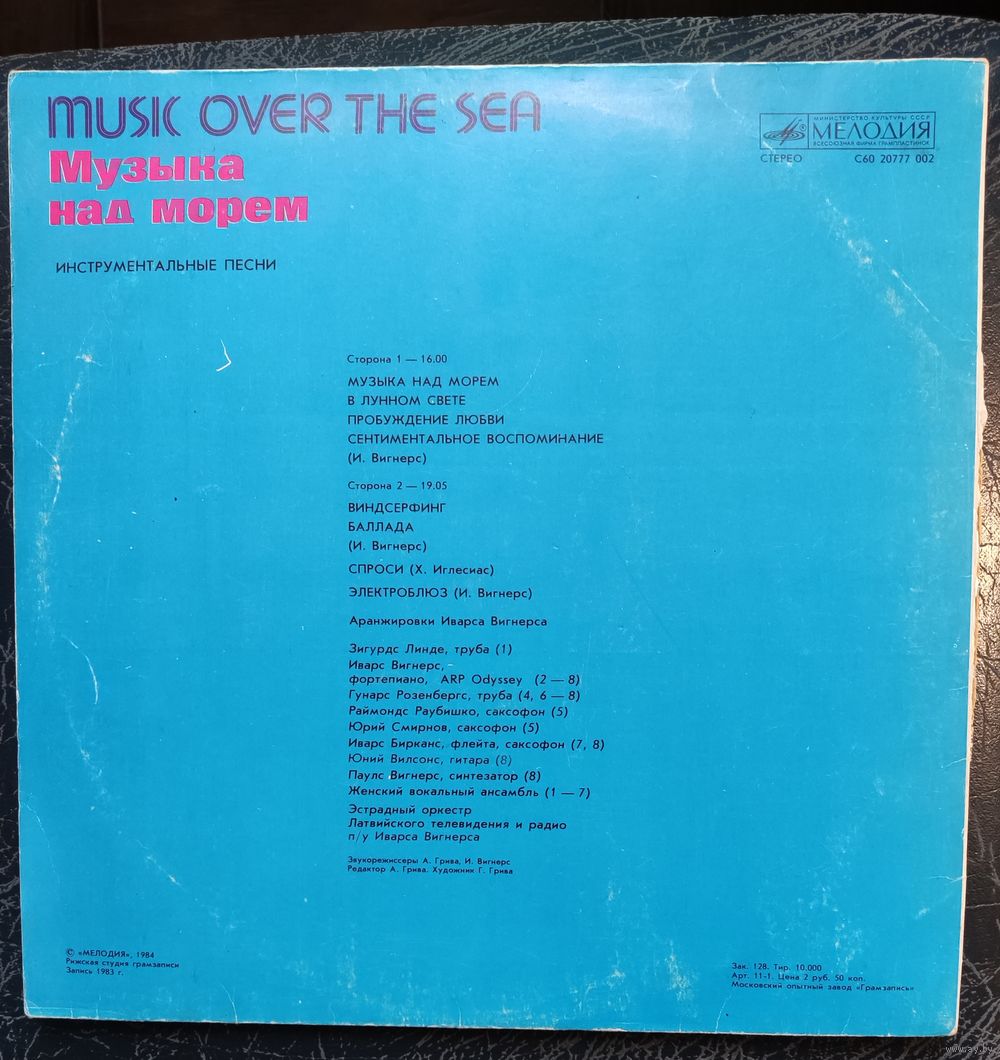 MUSIC OVER THE SEA
Музыка
над морем
ИНСТРУМЕНТАЛЬНЫЕ ПЕСНИ
МИНИСТЕРСТВО КУЛЬТУРЫ СССР
МЕЛОДИЯ
ВСЕСОЮЗНАЯ ФИРМА ГРАМПЛАСТИНОК
СТЕРЕО С60 20777 002
Сторона 1 — 16.00
МУЗЫКА НАД МОРЕМ
В ЛУННОМ СВЕТЕ
ПРОБУЖДЕНИЕ ЛЮБВИ
СЕНТИМЕНТАЛЬНОЕ ВОСПОМИНАНИЕ
(И. Вигнерс)
Сторона 2 — 19.05
ВИНДСЕРФИНГ
БАЛЛАДА
(И. Вигнерс)
СПРОСИ (Х. Иглесиас)
ЭЛЕКТРОБЛЮЗ (И. Вигнерс)
Аранжировки Иварса Вигнерса
Зигурдс Линде, труба (1)
Иварс Вигнерс,
фортепиано, ARP Odyssey (2 — 8)
Гунарс Розенбергс, труба (4, 6 — 8)
Раймондс Раубишко, саксофон (5)
Юрий Смирнов, саксофон (5)
Иварс Бирканс, флейта, саксофон (7, 8)
Юний Вилсонс, гитара (8)
Паулс Вигнерс, синтезатор (8)
Женский вокальный ансамбль (1 — 7)
Эстрадный оркестр
Латвийского телевидения и радио
п/у Иварса Вигнерса
Звукорежиссеры А. Грива, И. Вигнерс
Редактор А. Грива. Художник Г. Грива
© «МЕЛОДИЯ», 1984
Рижская студия грамзаписи
Запись 1983 г.
Зак. 128. Тир. 10.000
Арт. 11-1. Цена 2 руб. 50 коп.
Московский опытный завод «Грамзапись»
www.ay.by